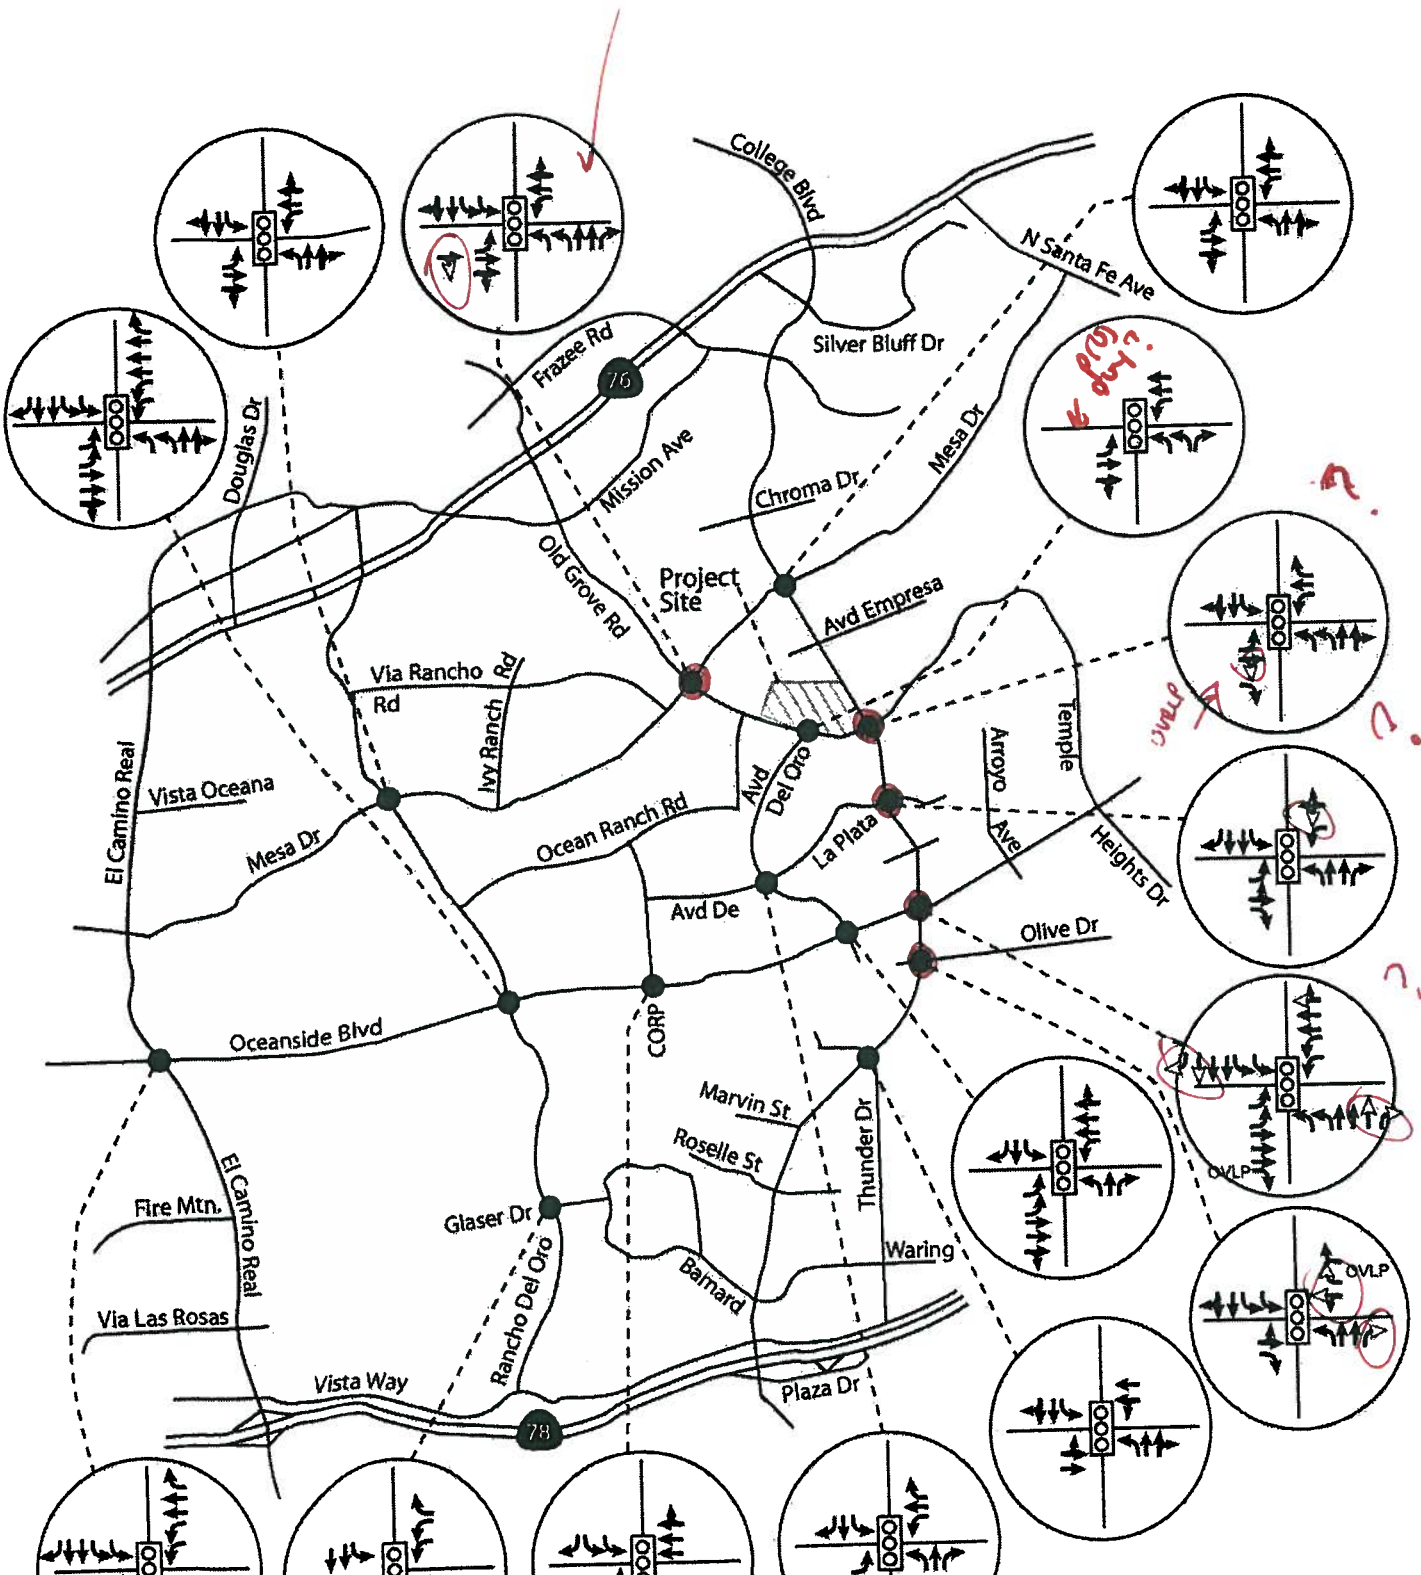 College Blvd
N Santa Fe Ave
Silver Bluff Dr
Frazee Rd
76
Douglas Dr
Mission Ave
Mesa Dr
Chroma Dr
Old Grove Rd
Project
Site
Avd Empresa
Via Rancho Rd
Rd
Ivy Ranch
Temple
Heights Dr
Arroyo
Ave
OVRLP
El Camino Real
Vista Oceana
Mesa Dr
Ocean Ranch Rd
Avd
Del Oro
La Plata
Avd De
Olive Dr
Oceanside Blvd
CORP
OVLP
Marvin St
Roselle St
Thunder Dr
Fire Mtn.
El Camino Real
Glaser Dr
Rancho Del Oro
Barnard
Waring
OVLP
Via Las Rosas
Vista Way
Plaza Dr
78